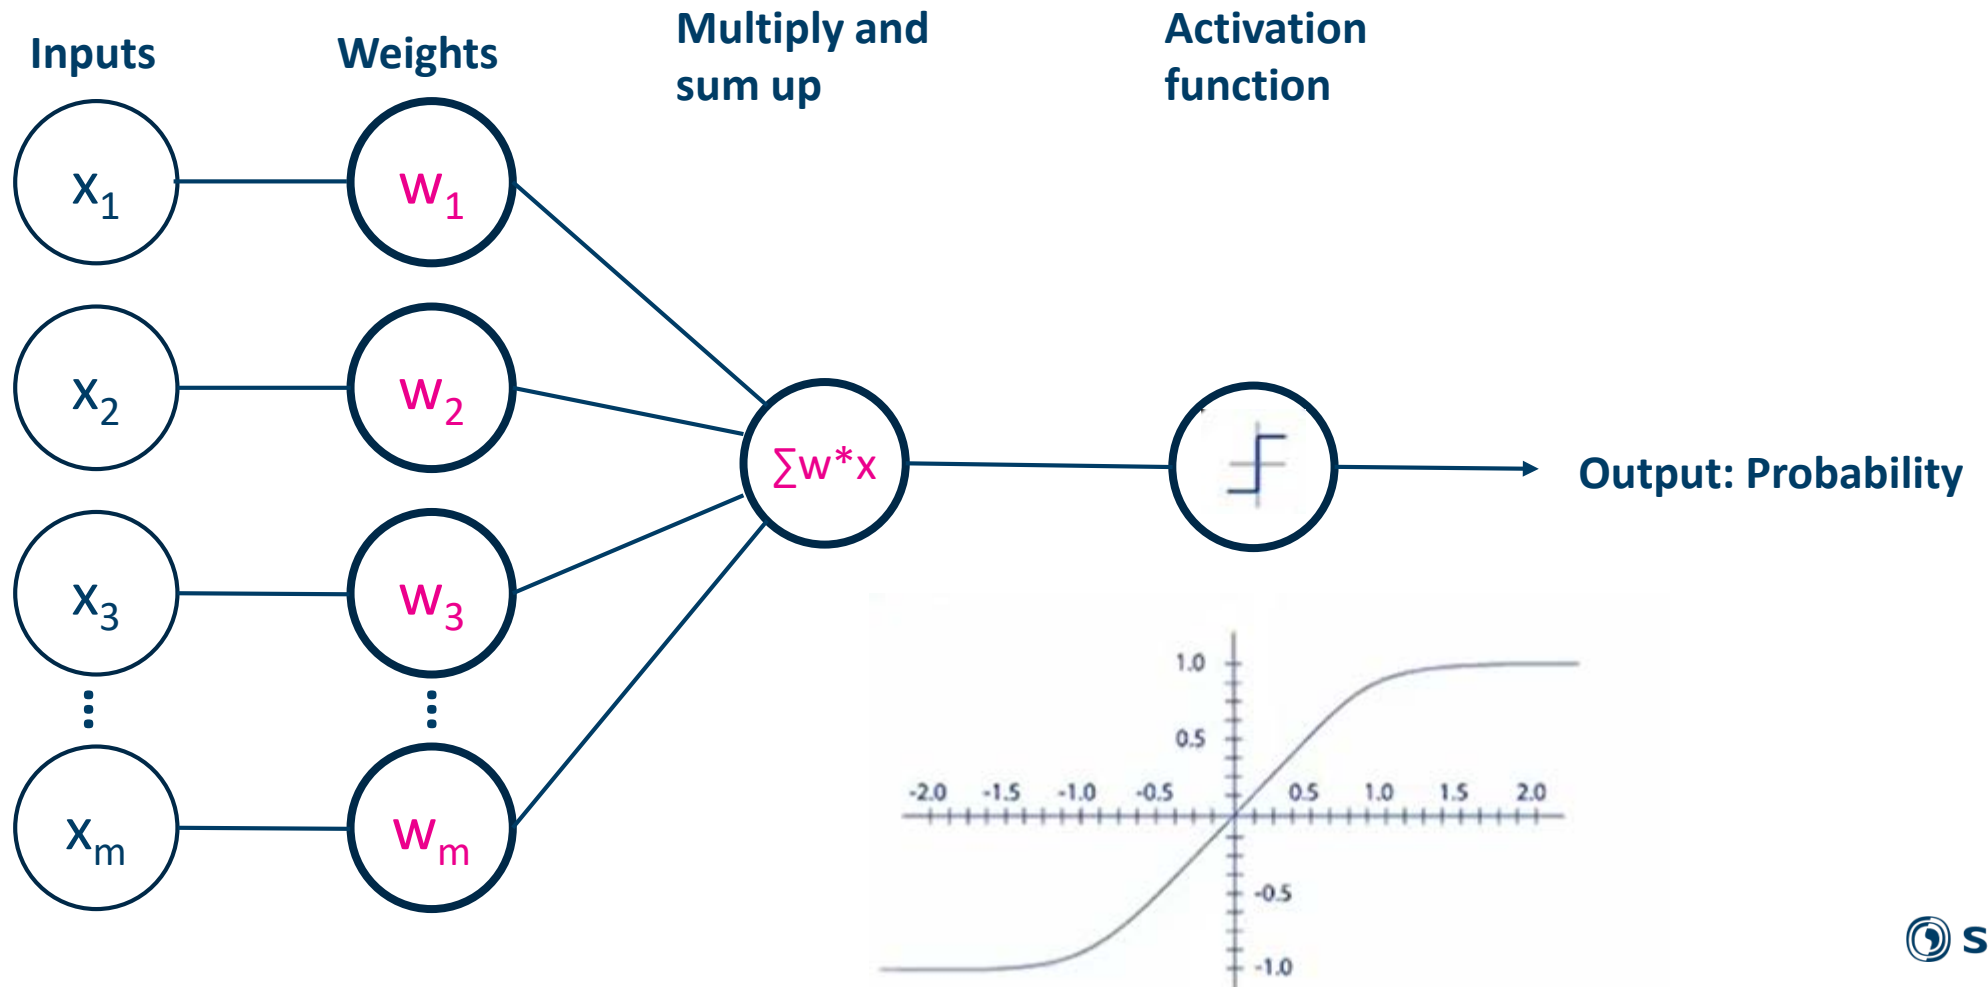 Inputs
Weights
Multiply and
sum up
Activation
function
x₁
w₁
x₂
w₂
∑w*x
Output: Probability
x₃
w₃
xₘ
wₘ
1.0
0.5
-2.0 -1.5 -1.0 -0.5 0.5 1.0 1.5 2.0
-0.5
-1.0
S